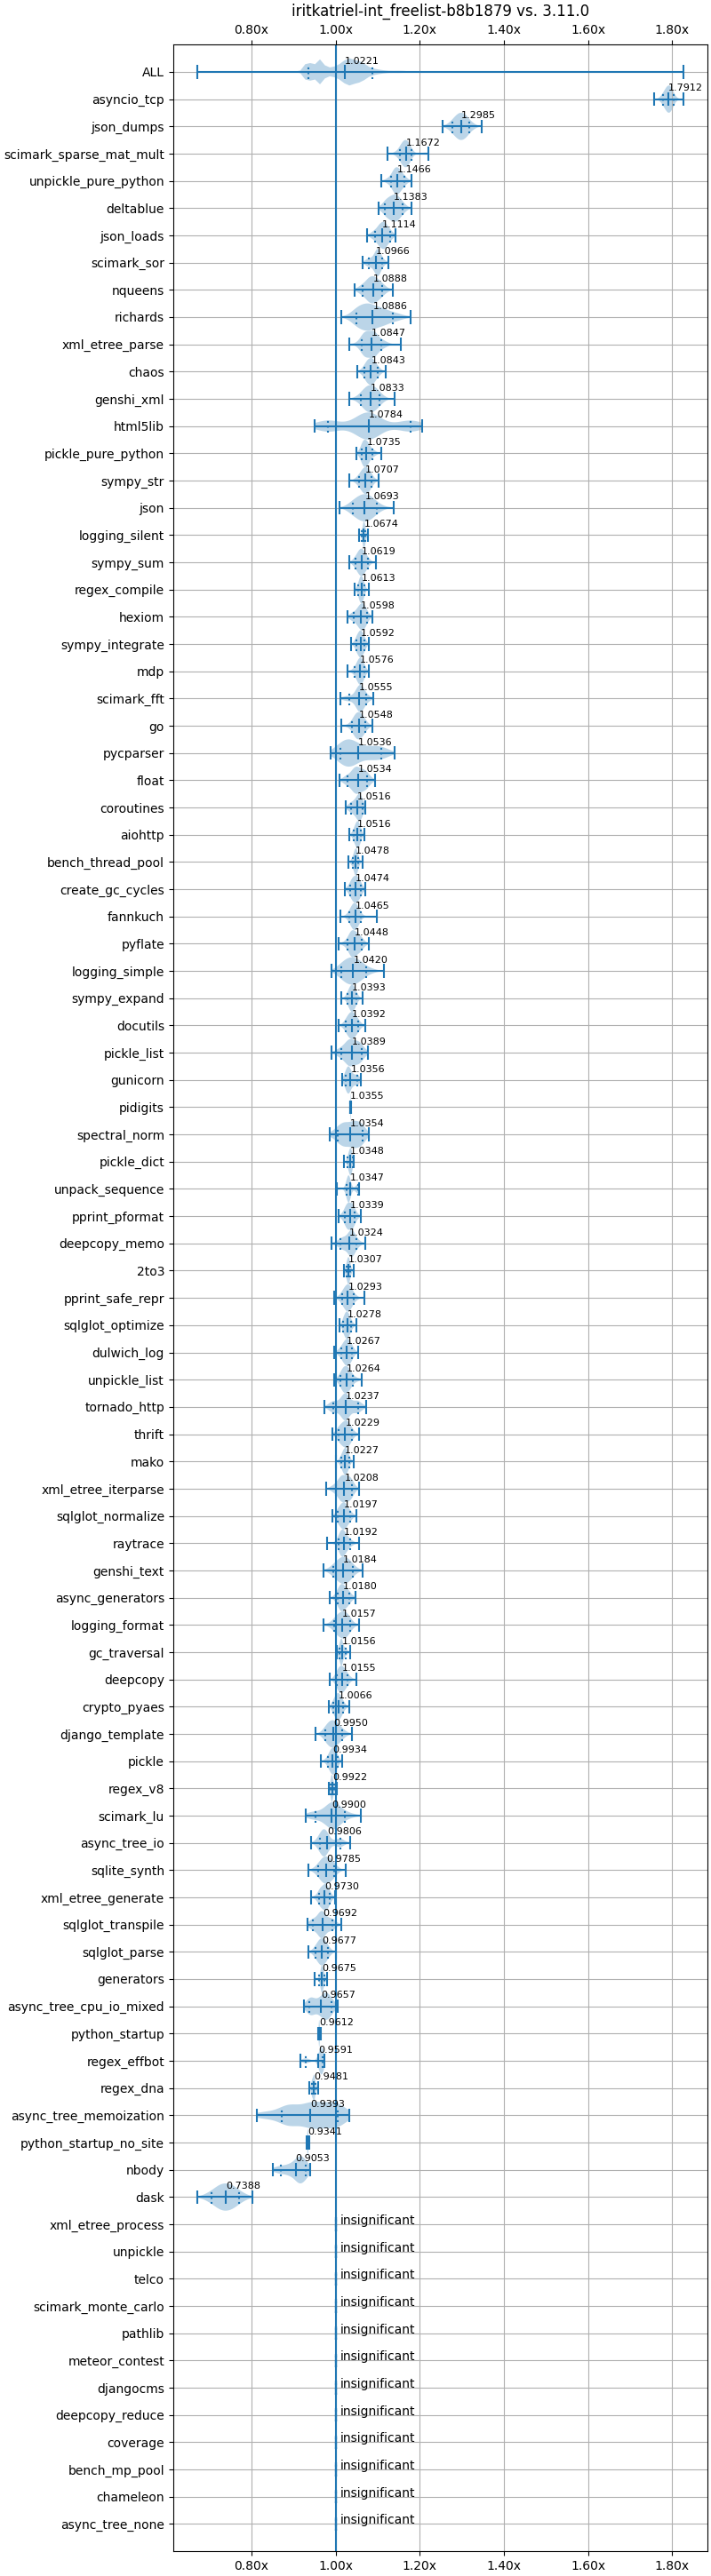 iritkatriel-int_freelist-b8b1879 vs. 3.11.0
0.80x 1.00x 1.20x 1.40x 1.60x 1.80x
ALL 1.0221
asyncio_tcp 1.7912
json_dumps 1.2985
scimark_sparse_mat_mult 1.1672
unpickle_pure_python 1.1466
deltablue 1.1383
json_loads 1.1114
scimark_sor 1.0966
nqueens 1.0888
richards 1.0886
xml_etree_parse 1.0847
chaos 1.0843
genshi_xml 1.0833
html5lib 1.0784
pickle_pure_python 1.0735
sympy_str 1.0707
json 1.0693
logging_silent 1.0674
sympy_sum 1.0619
regex_compile 1.0613
hexiom 1.0598
sympy_integrate 1.0592
mdp 1.0576
scimark_fft 1.0555
go 1.0548
pycparser 1.0536
float 1.0534
coroutines 1.0516
aiohttp 1.0516
bench_thread_pool 1.0478
create_gc_cycles 1.0474
fannkuch 1.0465
pyflate 1.0448
logging_simple 1.0420
sympy_expand 1.0393
docutils 1.0392
pickle_list 1.0389
gunicorn 1.0356
pidigits 1.0355
spectral_norm 1.0354
pickle_dict 1.0348
unpack_sequence 1.0347
pprint_pformat 1.0339
deepcopy_memo 1.0324
2to3 1.0307
pprint_safe_repr 1.0293
sqlglot_optimize 1.0278
dulwich_log 1.0267
unpickle_list 1.0264
tornado_http 1.0237
thrift 1.0229
mako 1.0227
xml_etree_iterparse 1.0208
sqlglot_normalize 1.0197
raytrace 1.0192
genshi_text 1.0184
async_generators 1.0180
logging_format 1.0157
gc_traversal 1.0156
deepcopy 1.0155
crypto_pyaes 1.0066
django_template 0.9950
pickle 0.9934
regex_v8 0.9922
scimark_lu 0.9900
async_tree_io 0.9806
sqlite_synth 0.9785
xml_etree_generate 0.9730
sqlglot_transpile 0.9692
sqlglot_parse 0.9677
generators 0.9675
async_tree_cpu_io_mixed 0.9657
python_startup 0.9612
regex_effbot 0.9591
regex_dna 0.9481
async_tree_memoization 0.9393
python_startup_no_site 0.9341
nbody 0.9053
dask 0.7388
xml_etree_process insignificant
unpickle insignificant
telco insignificant
scimark_monte_carlo insignificant
pathlib insignificant
meteor_contest insignificant
djangocms insignificant
deepcopy_reduce insignificant
coverage insignificant
bench_mp_pool insignificant
chameleon insignificant
async_tree_none insignificant
0.80x 1.00x 1.20x 1.40x 1.60x 1.80x